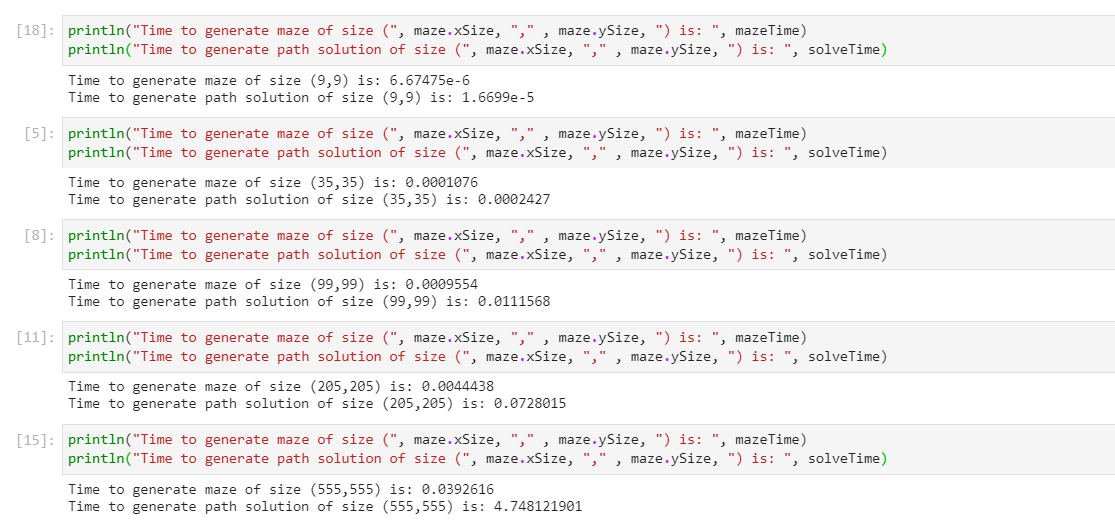 [18]: println("Time to generate maze of size (", maze.xSize, "," , maze.ySize, ") is: ", mazeTime)
println("Time to generate path solution of size (", maze.xSize, "," , maze.ySize, ") is: ", solveTime)
Time to generate maze of size (9,9) is: 6.67475e-6
Time to generate path solution of size (9,9) is: 1.6699e-5
[5]: println("Time to generate maze of size (", maze.xSize, "," , maze.ySize, ") is: ", mazeTime)
println("Time to generate path solution of size (", maze.xSize, "," , maze.ySize, ") is: ", solveTime)
Time to generate maze of size (35,35) is: 0.0001076
Time to generate path solution of size (35,35) is: 0.0002427
[8]: println("Time to generate maze of size (", maze.xSize, "," , maze.ySize, ") is: ", mazeTime)
println("Time to generate path solution of size (", maze.xSize, "," , maze.ySize, ") is: ", solveTime)
Time to generate maze of size (99,99) is: 0.0009554
Time to generate path solution of size (99,99) is: 0.0111568
[11]: println("Time to generate maze of size (", maze.xSize, "," , maze.ySize, ") is: ", mazeTime)
println("Time to generate path solution of size (", maze.xSize, "," , maze.ySize, ") is: ", solveTime)
Time to generate maze of size (205,205) is: 0.0044438
Time to generate path solution of size (205,205) is: 0.0728015
[15]: println("Time to generate maze of size (", maze.xSize, "," , maze.ySize, ") is: ", mazeTime)
println("Time to generate path solution of size (", maze.xSize, "," , maze.ySize, ") is: ", solveTime)
Time to generate maze of size (555,555) is: 0.0392616
Time to generate path solution of size (555,555) is: 4.748121901